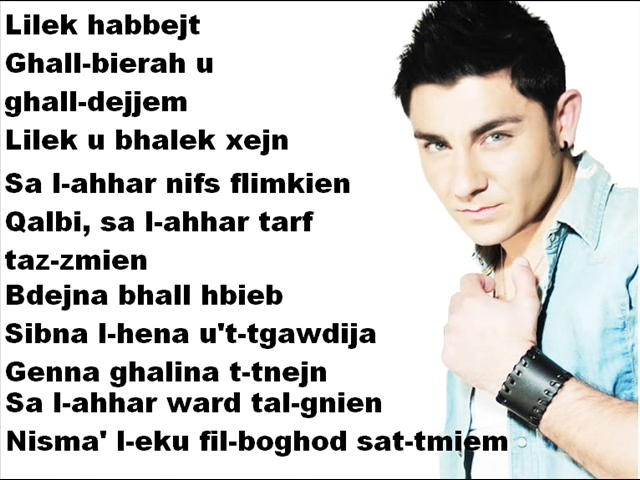 Lilek habbejt
Ghall-bierah u
ghall-dejjem
Lilek u bhalek xejn
Sa l-ahhar nifs flimkien
Qalbi, sa l-ahhar tarf
taz-zmien
Bdejna bhall hbieb
Sibna l-hena u't-tgawdija
Genna ghalina t-tnejn
Sa l-ahhar ward tal-gnien
Nisma' l-eku fil-boghod sat-tmiem